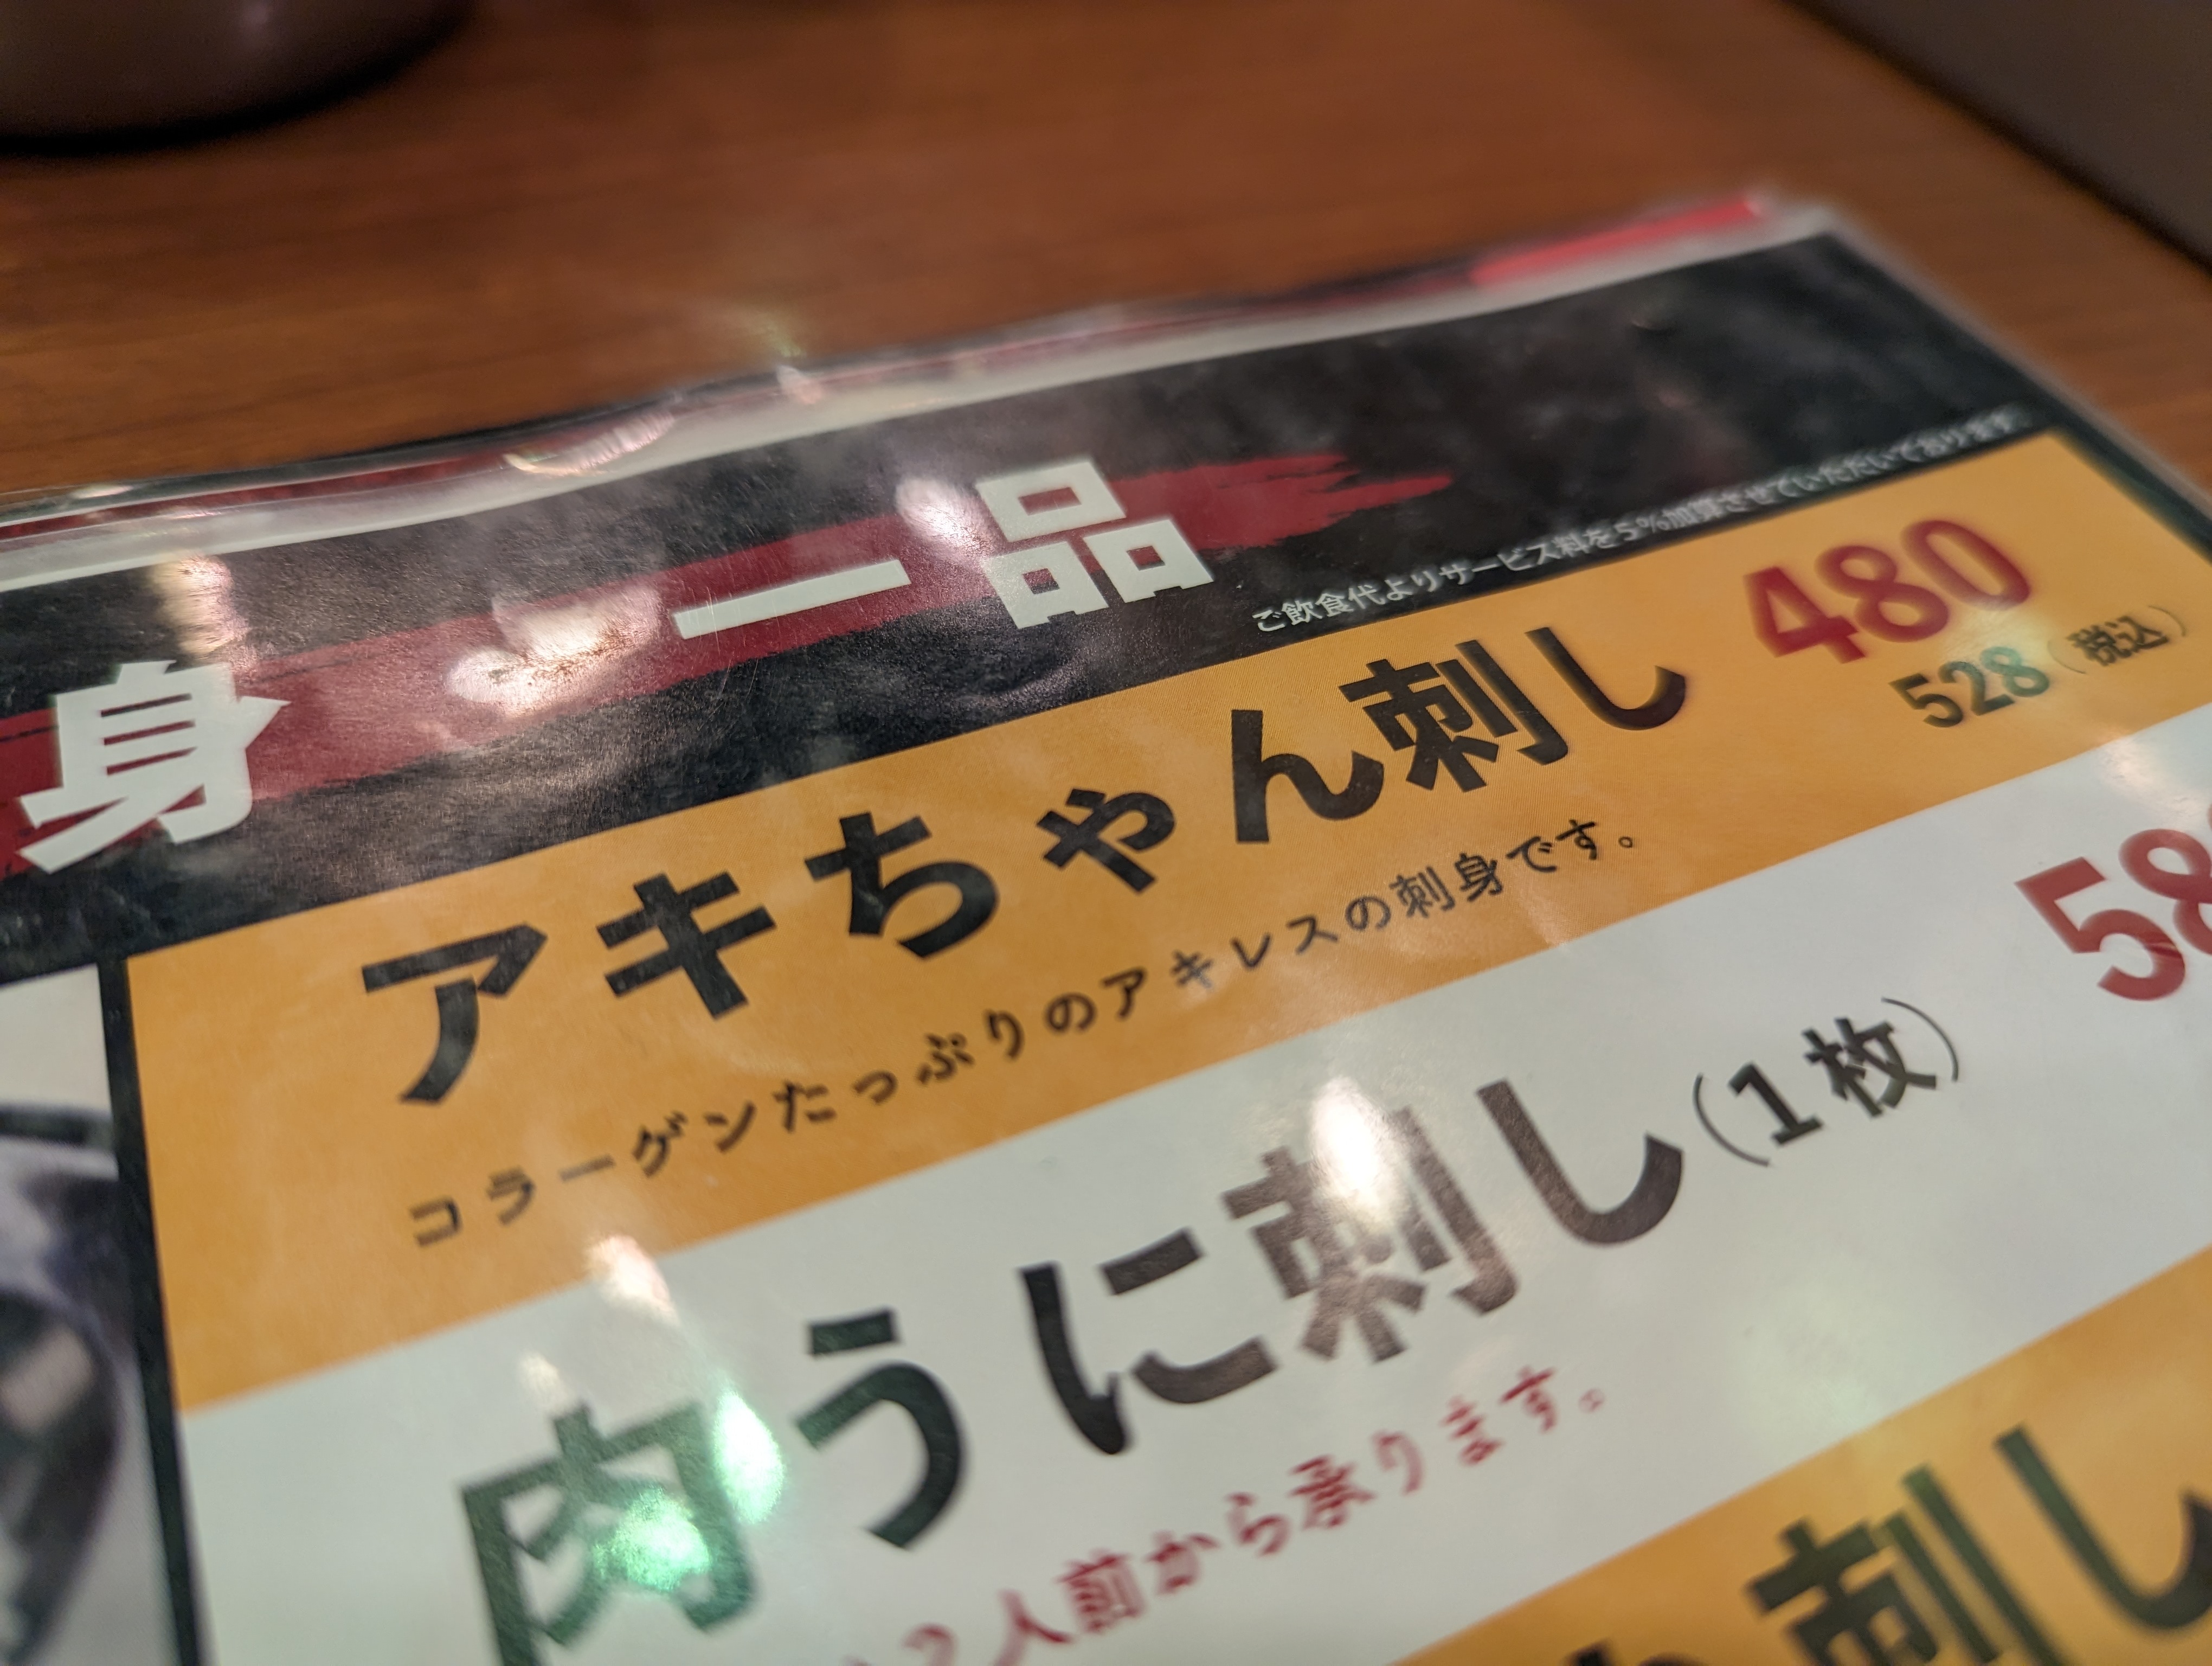 身 一品
ご飲食代よりサービス料を5%加算させていただいております。
アキちゃん刺し 480
528(税込)
コラーゲンたっぷりのアキレスの刺身です。
肉うに刺し(1枚) 58
2人前から承ります。
刺し